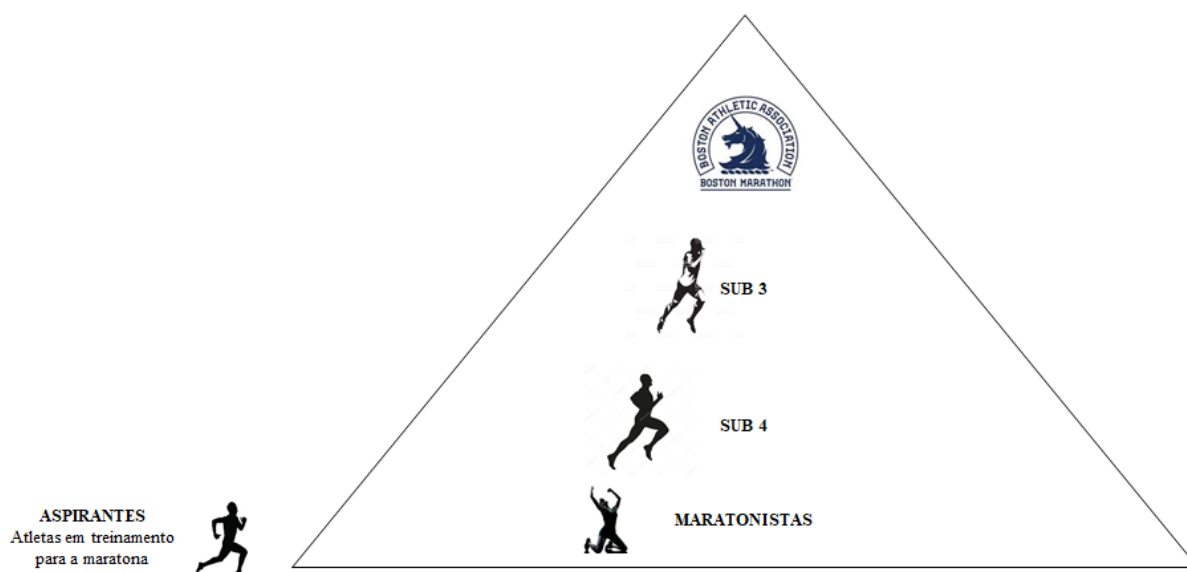 BOSTON ATHLETIC ASSOCIATION
BOSTON MARATHON
SUB 3
SUB 4
MARATONISTAS
ASPIRANTES
Atletas em treinamento
para a maratona